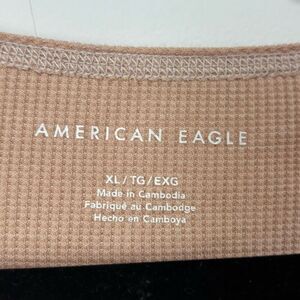 AMERICAN EAGLE
XL / TG / EXG
Made in Cambodia
Fabriqué au Cambodge
Hecho en Camboya